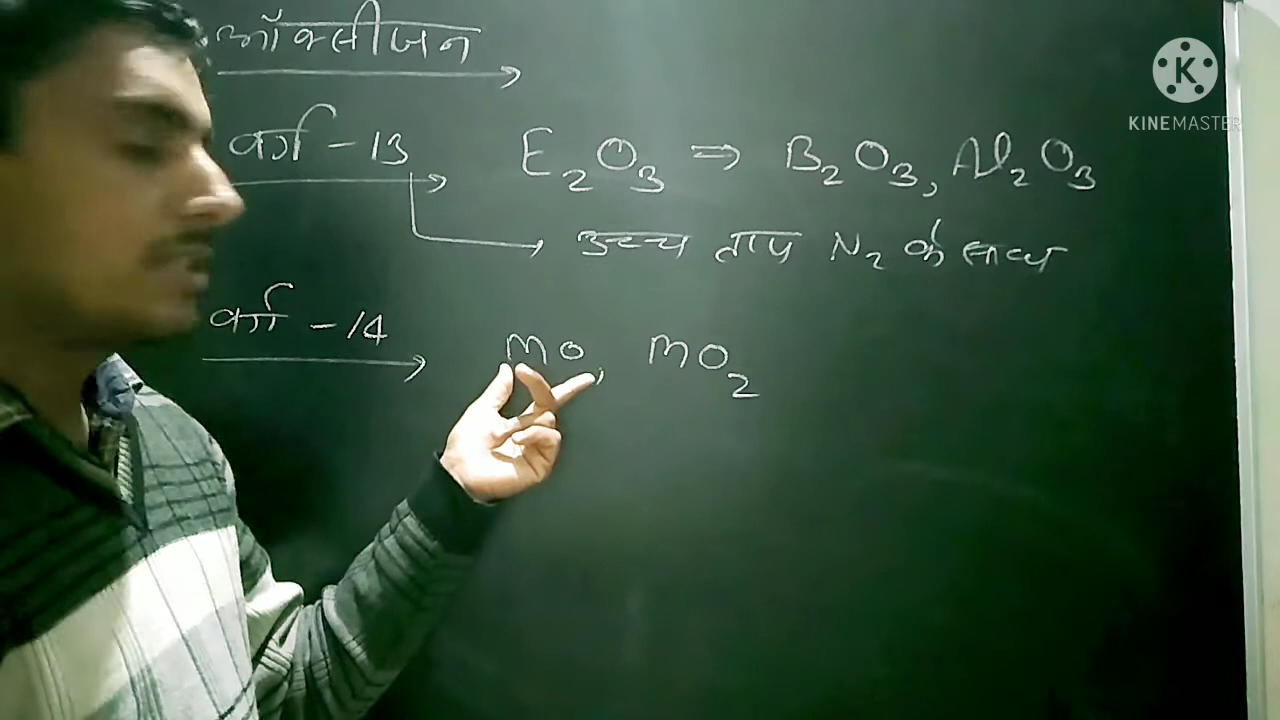 ऑक्सीजन
वर्ग - 13 E₂O₃ ⇒ B₂O₃, Al₂O₃
उच्च ताप N₂ के साथ
वर्ग - 14 MO, MO₂
K
KINEMASTER